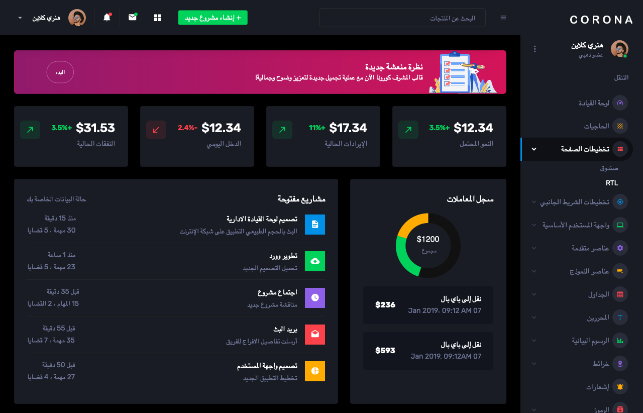 CORONA
هنري كلاين
عضو ذهبي
التنقل
لوحة القيادة
الحاجيات
تخطيطات الصفحة
صندوق
RTL
تخطيطات الشريط الجانبي
واجهة المستخدم الأساسية
عناصر متقدمة
عناصر النموذج
الجداول
المحررين
الرسوم البيانية
خرائط
إشعارات
الرموز
البحث عن المنتجات
+ إنشاء مشروع جديد
هنري كلاين
نظرة منعشة جديدة
قالب المشرف كورونا الآن مع عملية تجميل جديدة لتعزيز وضوح وجمالية!
$12.34 +3.5%
النمو المحتمل
$17.34 +11%
الإيرادات الحالية
$12.34 -2.4%
الدخل اليومي
$31.53 +3.5%
النفقات الحالية
سجل المعاملات
$1200
مجموع
نقل إلى باي بال
07 Jan 2019، 09:12 AM
$236
نقل إلى باي بال
07 Jan 2019، 09:12AM
$593
مشاريع مفتوحة
حالة البيانات الخاصة بك
تصميم لوحة القيادة الادارية
البث بالحجم الطبيعي التطبيق على شبكة الإنترنت
منذ 15 دقيقة
30 مهمة ، 5 قضايا
تطوير وورد
تحميل التصميم الجديد
منذ 1 ساعة
23 مهمة ، 5 قضايا
اجتماع مشروع
مناقشة مشروع جديد
قبل 35 دقيقة
15 المهام ، 2 القضايا
بريد البث
أرسلت تفاصيل الافراج للفريق
قبل 55 دقيقة
35 مهمة ، 7 قضايا
تصميم واجهة المستخدم
تخطيط التطبيق الجديد
قبل 50 دقيقة
27 مهمة ، 4 قضايا